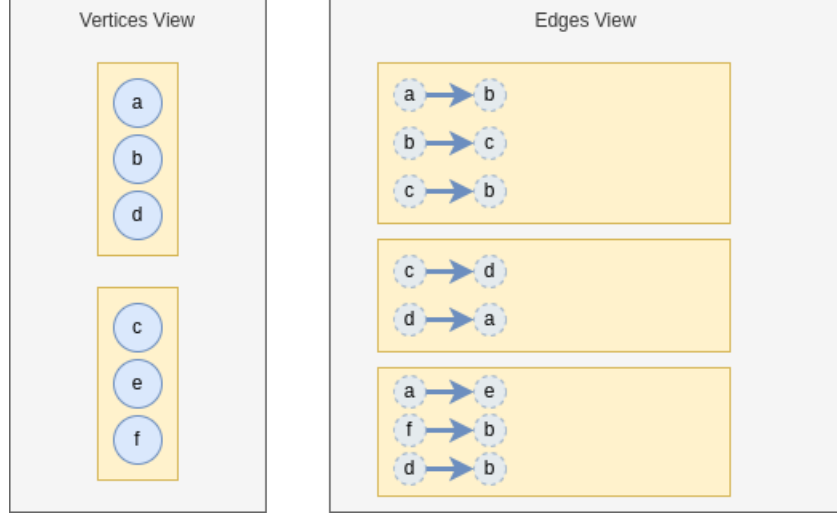 Vertices View
a
b
d
c
e
f
Edges View
a b
b c
c b
c d
d a
a e
f b
d b